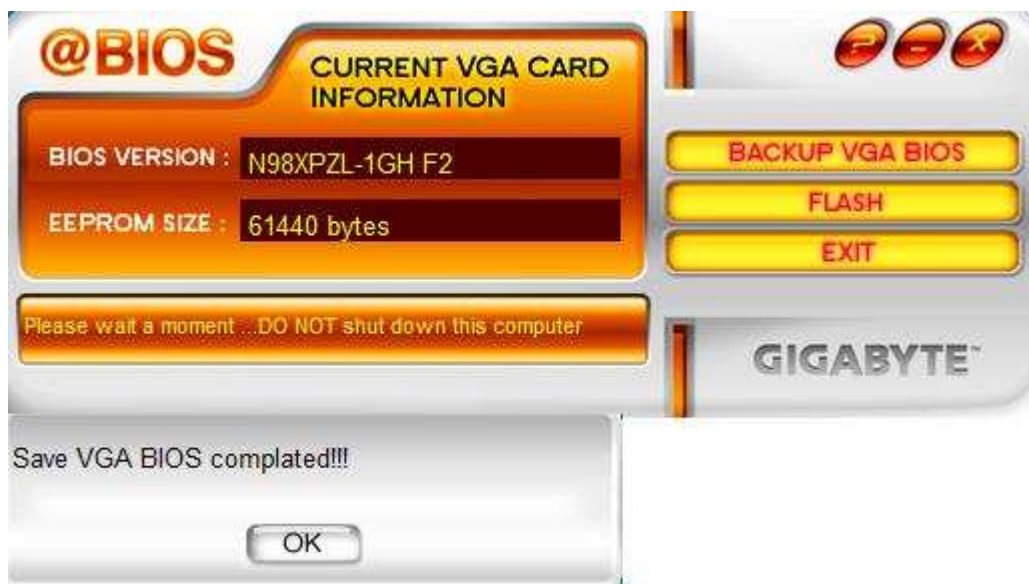 @BIOS
CURRENT VGA CARD
INFORMATION
BIOS VERSION :
N98XPZL-1GH F2
EEPROM SIZE :
61440 bytes
Please wait a moment ...DO NOT shut down this computer
? – X
BACKUP VGA BIOS
FLASH
EXIT
GIGABYTE™
Save VGA BIOS complated!!!
OK